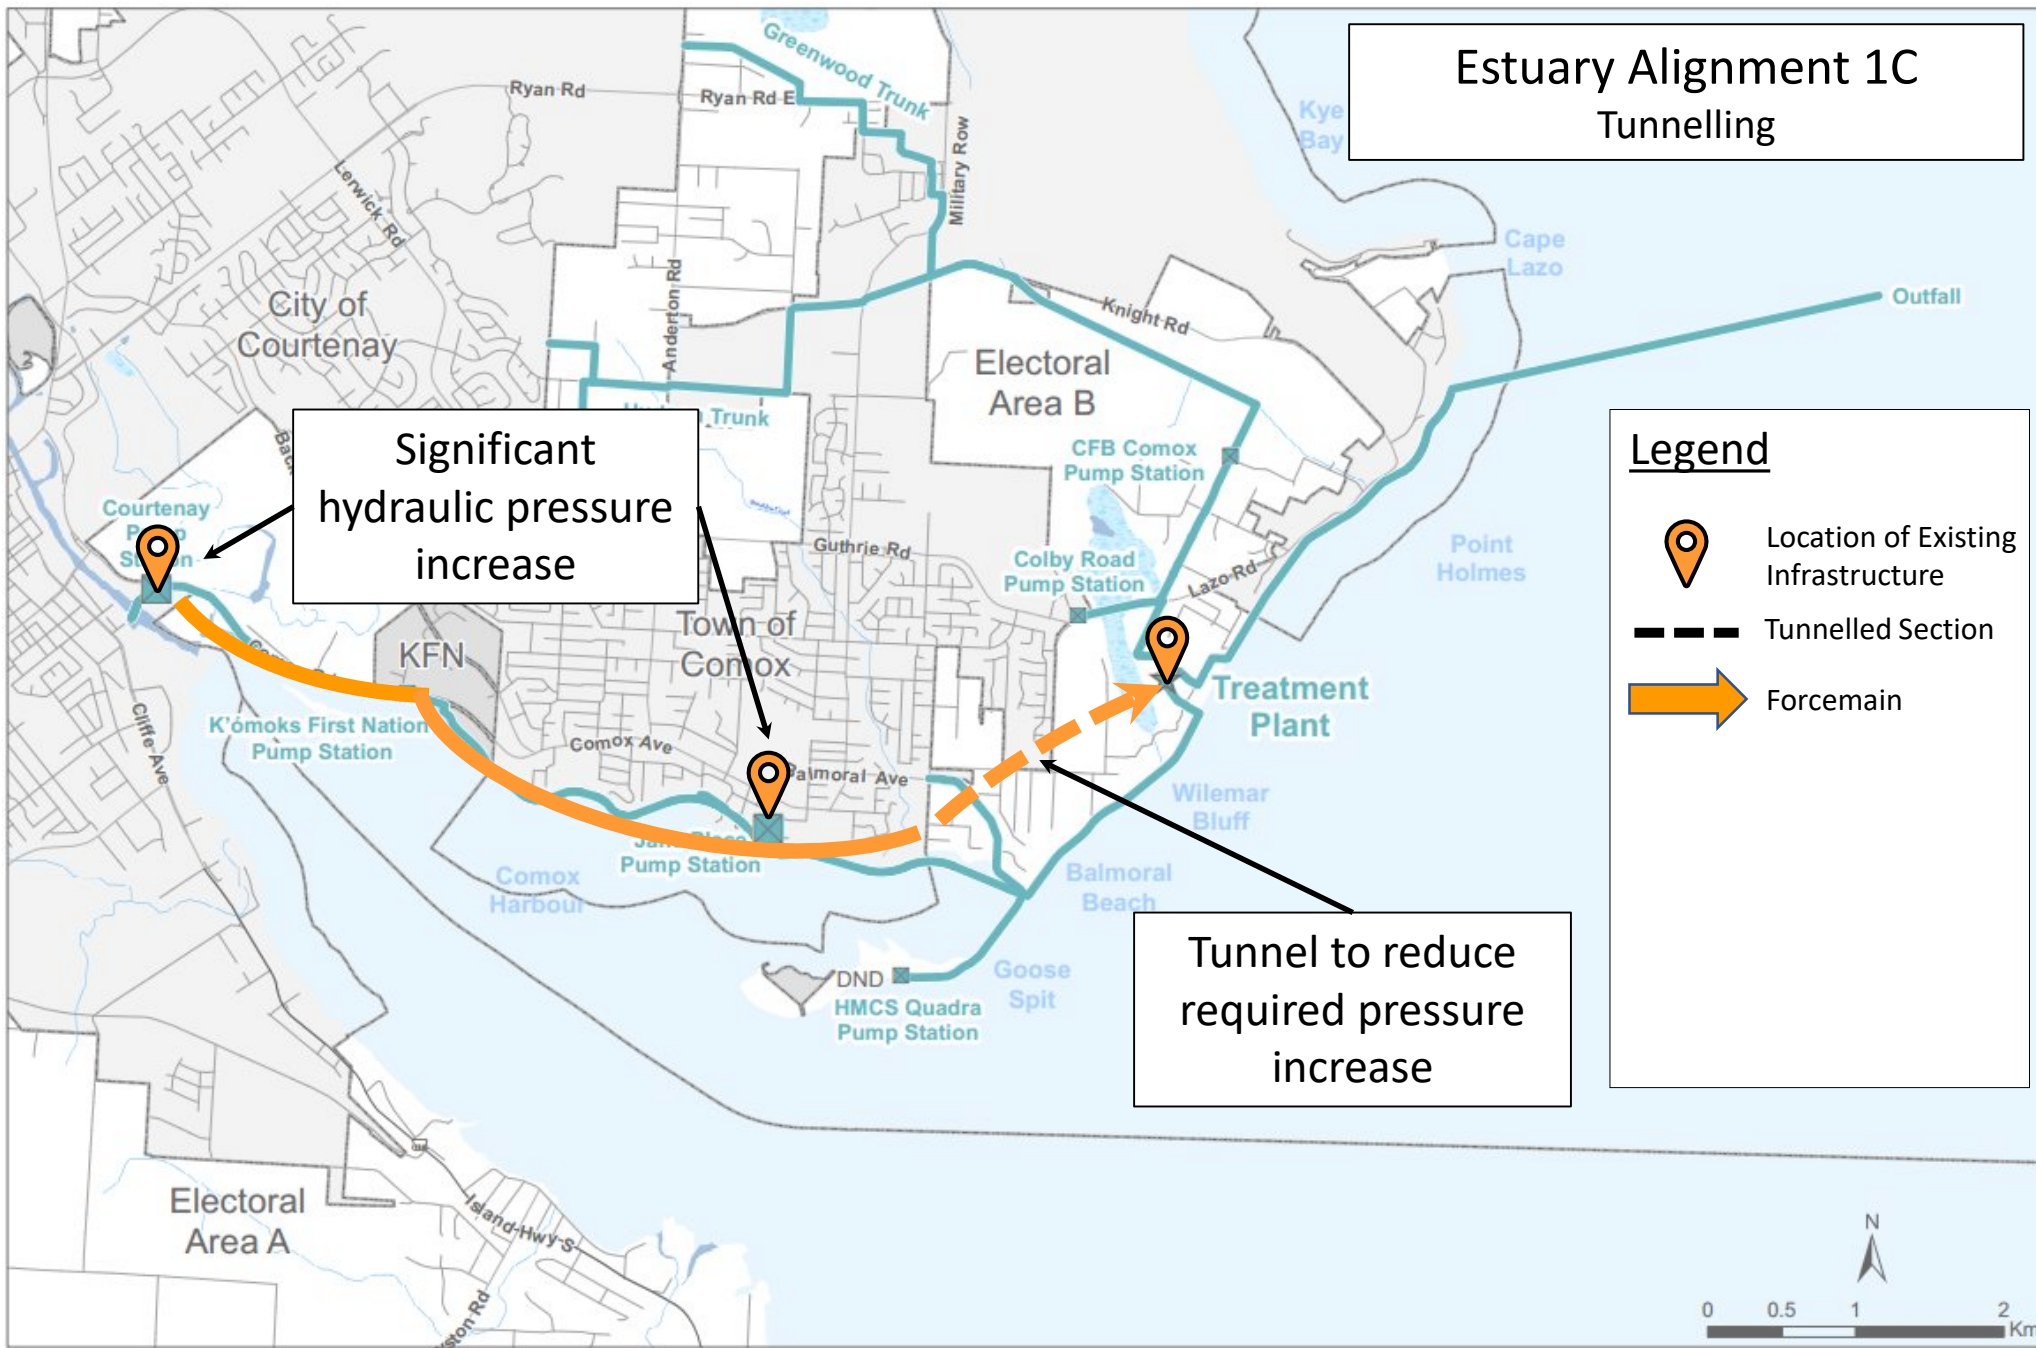 Estuary Alignment 1C
Tunnelling
Greenwood Trunk
Ryan Rd
Ryan Rd E
Military Row
Kye
Bay
Lerwick Rd
Cape
Lazo
Outfall
City of
Courtenay
Anderton Rd
Knight Rd
Electoral
Area B
Trunk
Significant
hydraulic pressure
increase
CFB Comox
Pump Station
Legend
Location of Existing
Infrastructure
Tunnelled Section
Forcemain
Courtenay
Pump
Station
Guthrie Rd
Colby Road
Pump Station
Lazo Rd
Point
Holmes
Town of
Comox
KFN
Treatment
Plant
K'ómoks First Nation
Pump Station
Cliffe Ave
Comox Ave
Balmoral Ave
Wilemar
Bluff
Pump Station
Comox
Harbour
Balmoral
Beach
Tunnel to reduce
required pressure
increase
DND
HMCS Quadra
Pump Station
Goose
Spit
Electoral
Area A
Island Hwy S
N
0 0.5 1 2
Km